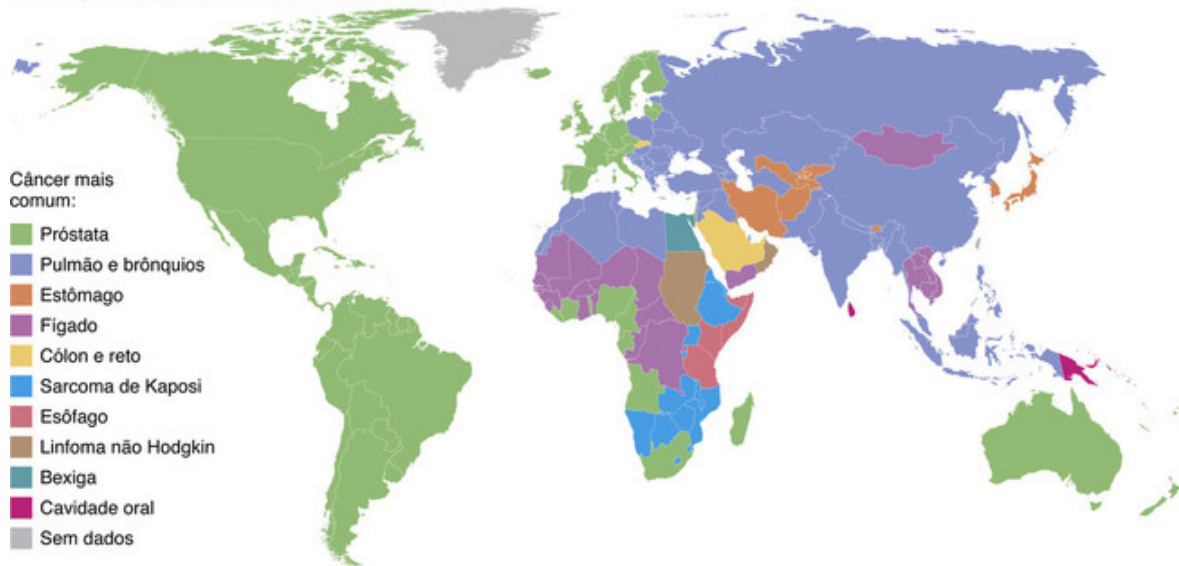 Câncer mais
comum:
Próstata
Pulmão e brônquios
Estômago
Fígado
Cólon e reto
Sarcoma de Kaposi
Esôfago
Linfoma não Hodgkin
Bexiga
Cavidade oral
Sem dados